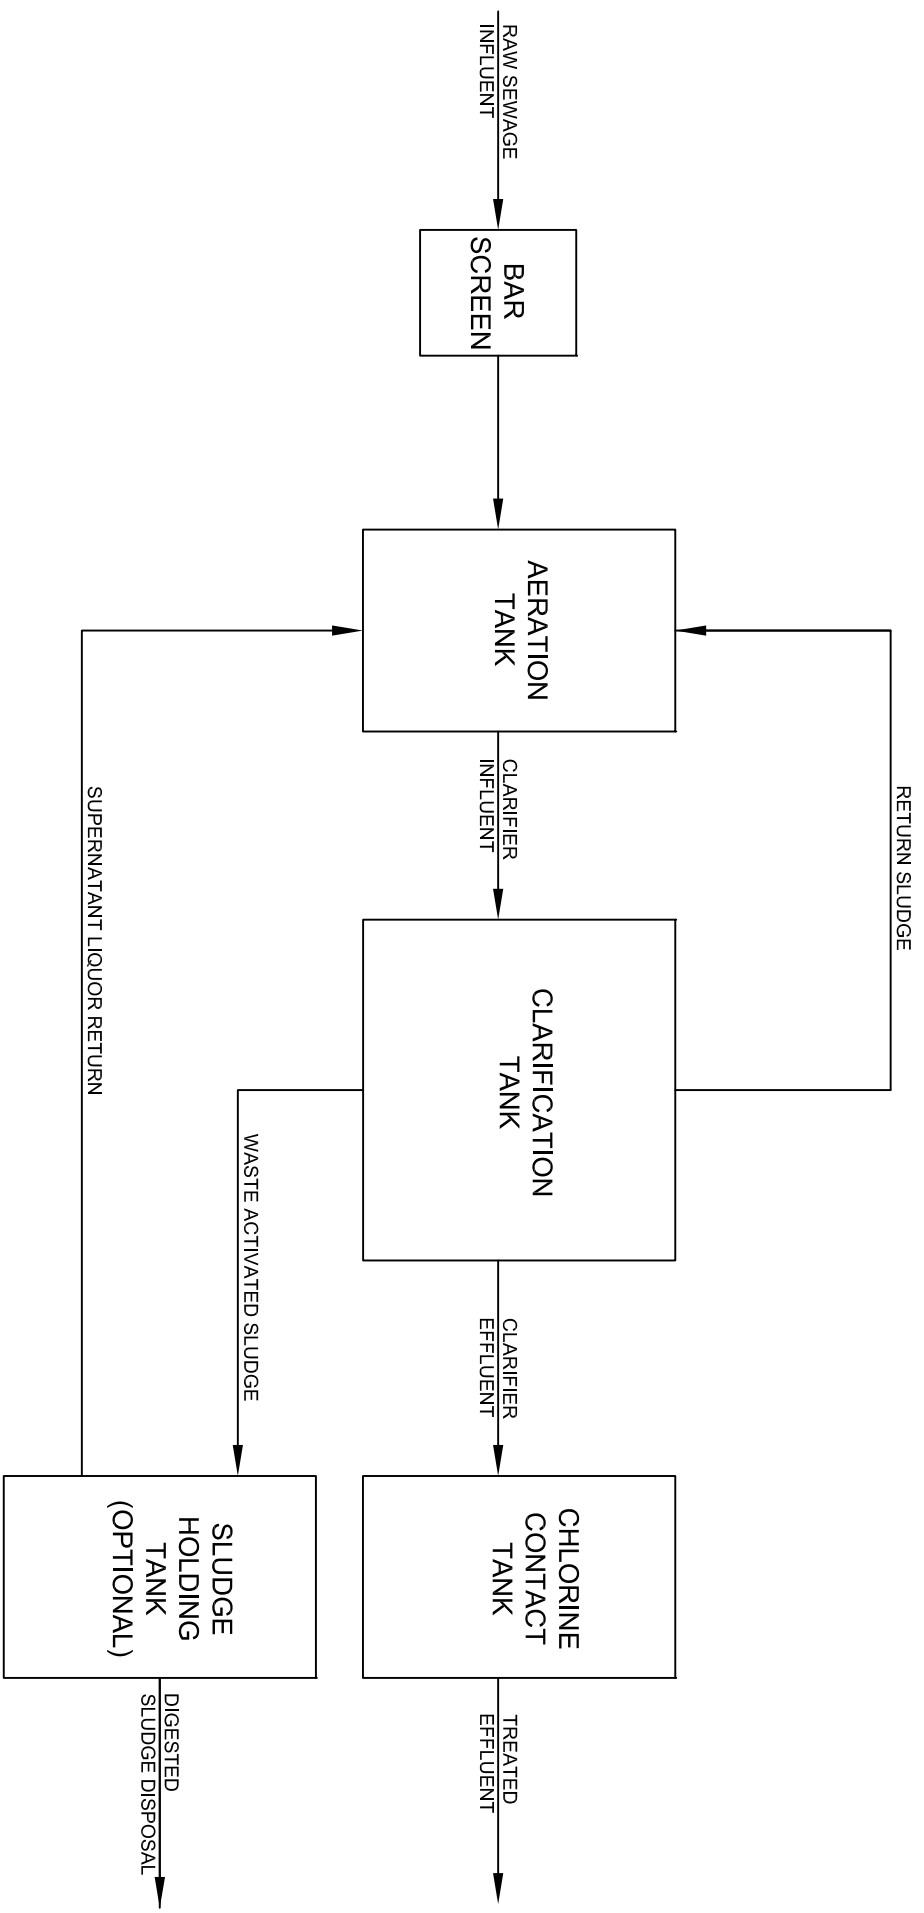 RETURN SLUDGE
RAW SEWAGE
INFLUENT
BAR
SCREEN
AERATION
TANK
CLARIFIER
INFLUENT
CLARIFICATION
TANK
CLARIFIER
EFFLUENT
CHLORINE
CONTACT
TANK
TREATED
EFFLUENT
WASTE ACTIVATED SLUDGE
SLUDGE
HOLDING
TANK
(OPTIONAL)
DIGESTED
SLUDGE DISPOSAL
SUPERNATANT LIQUOR RETURN